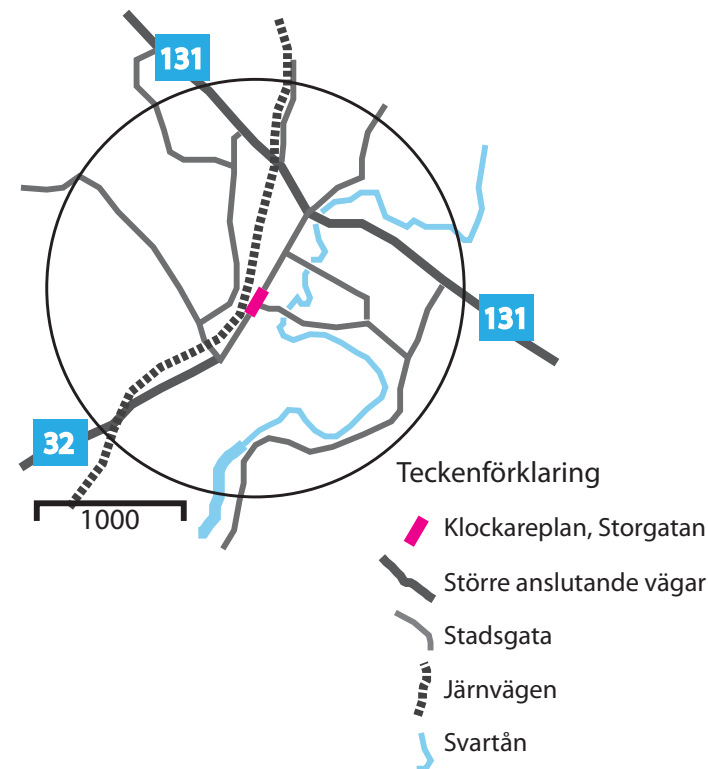 131
131
32
1000
Teckenförklaring
Klockareplan, Storgatan
Större anslutande vägar
Stadsgata
Järnvägen
Svartån